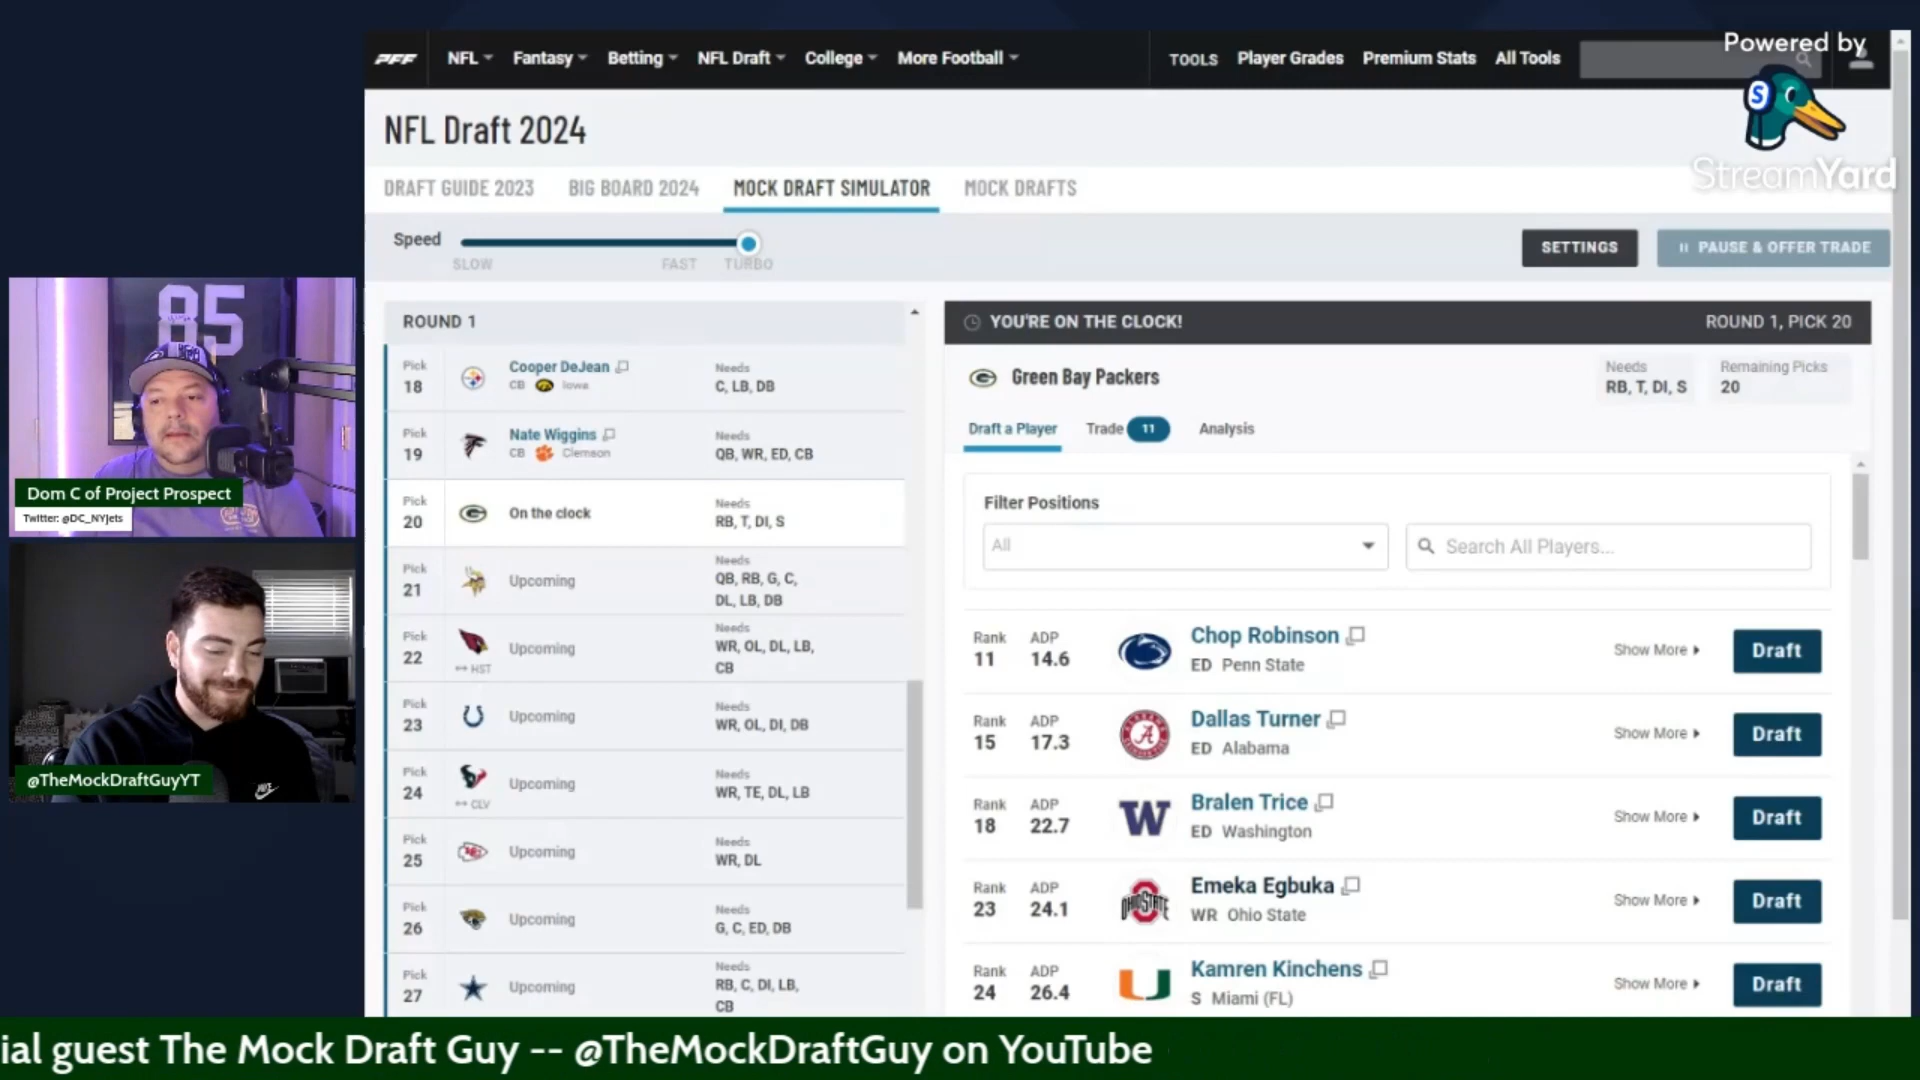 Powered by
StreamYard
PFF
NFL
Fantasy
Betting
NFL Draft
College
More Football
TOOLS
Player Grades
Premium Stats
All Tools
NFL Draft 2024
DRAFT GUIDE 2023
BIG BOARD 2024
MOCK DRAFT SIMULATOR
MOCK DRAFTS
Speed
SLOW
FAST
TURBO
SETTINGS
PAUSE & OFFER TRADE
85
Dom C of Project Prospect
Twitter: @DC_NYJets
@TheMockDraftGuyYT
ROUND 1
Pick
18
Cooper DeJean
CB Iowa
Needs
C, LB, DB
Pick
19
Nate Wiggins
CB Clemson
Needs
QB, WR, ED, CB
Pick
20
On the clock
Needs
RB, T, DI, S
Pick
21
Upcoming
Needs
QB, RB, G, C,
DL, LB, DB
Pick
22
HST
Upcoming
Needs
WR, OL, DL, LB,
CB
Pick
23
Upcoming
Needs
WR, OL, DI, DB
Pick
24
CLV
Upcoming
Needs
WR, TE, DL, LB
Pick
25
Upcoming
Needs
WR, DL
Pick
26
Upcoming
Needs
G, C, ED, DB
Pick
27
Upcoming
Needs
RB, C, DI, LB,
CB
YOU'RE ON THE CLOCK!
ROUND 1, PICK 20
Green Bay Packers
Needs
RB, T, DI, S
Remaining Picks
20
Draft a Player
Trade 11
Analysis
Filter Positions
All
Search All Players...
Rank
11
ADP
14.6
Chop Robinson
ED Penn State
Show More
Draft
Rank
15
ADP
17.3
Dallas Turner
ED Alabama
Show More
Draft
Rank
18
ADP
22.7
W
Bralen Trice
ED Washington
Show More
Draft
Rank
23
ADP
24.1
OHIO STATE
Emeka Egbuka
WR Ohio State
Show More
Draft
Rank
24
ADP
26.4
Kamren Kinchens
S Miami (FL)
Show More
Draft
ial guest The Mock Draft Guy -- @TheMockDraftGuy on YouTube